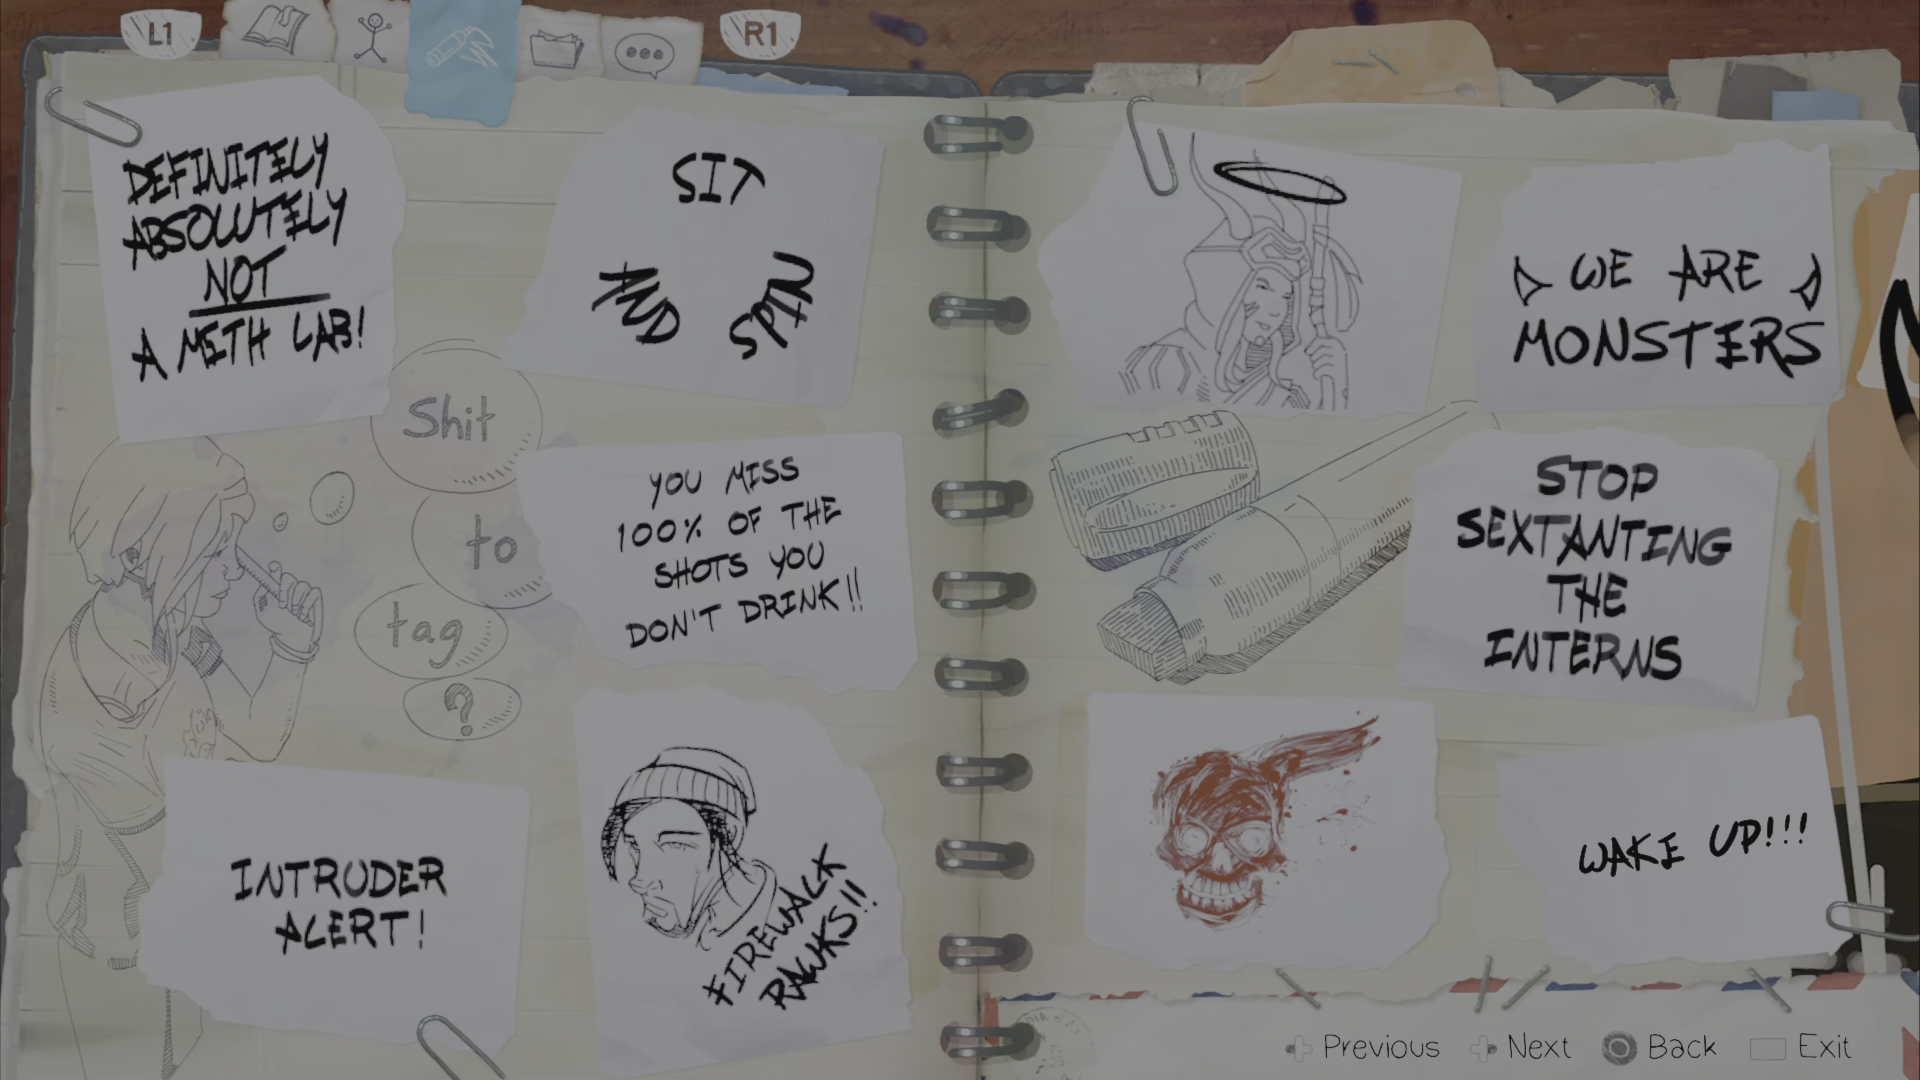 L1
R1
DEFINITELY
ABSOLUTELY
NOT
A METH LAB!
SIT
AND
SPIN
WE ARE
MONSTERS
Shit
to
tag
?
YOU MISS
100% OF THE
SHOTS YOU
DON'T DRINK!!
STOP
SEXTANTING
THE
INTERNS
INTRUDER
ALERT!
FIREWALK
RAWKS!!
WAKE UP!!!
Previous
Next
Back
Exit